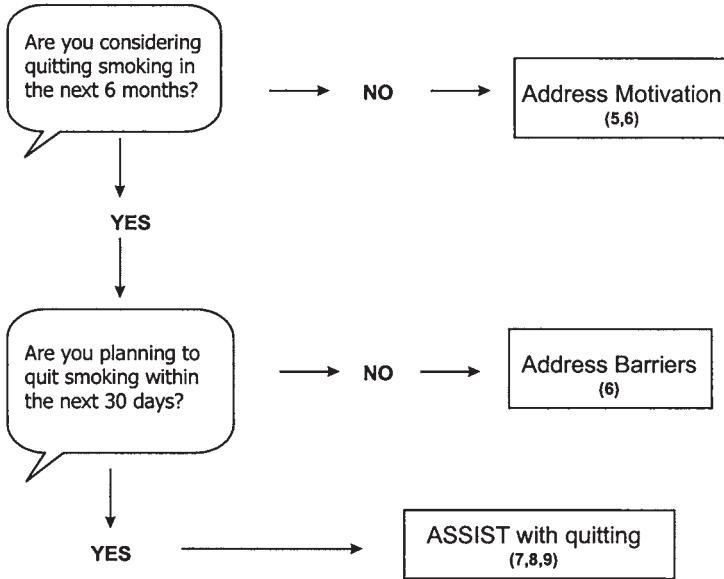 Are you considering
quitting smoking in
the next 6 months?
NO
Address Motivation
(5,6)
YES
Are you planning to
quit smoking within
the next 30 days?
NO
Address Barriers
(6)
YES
ASSIST with quitting
(7,8,9)